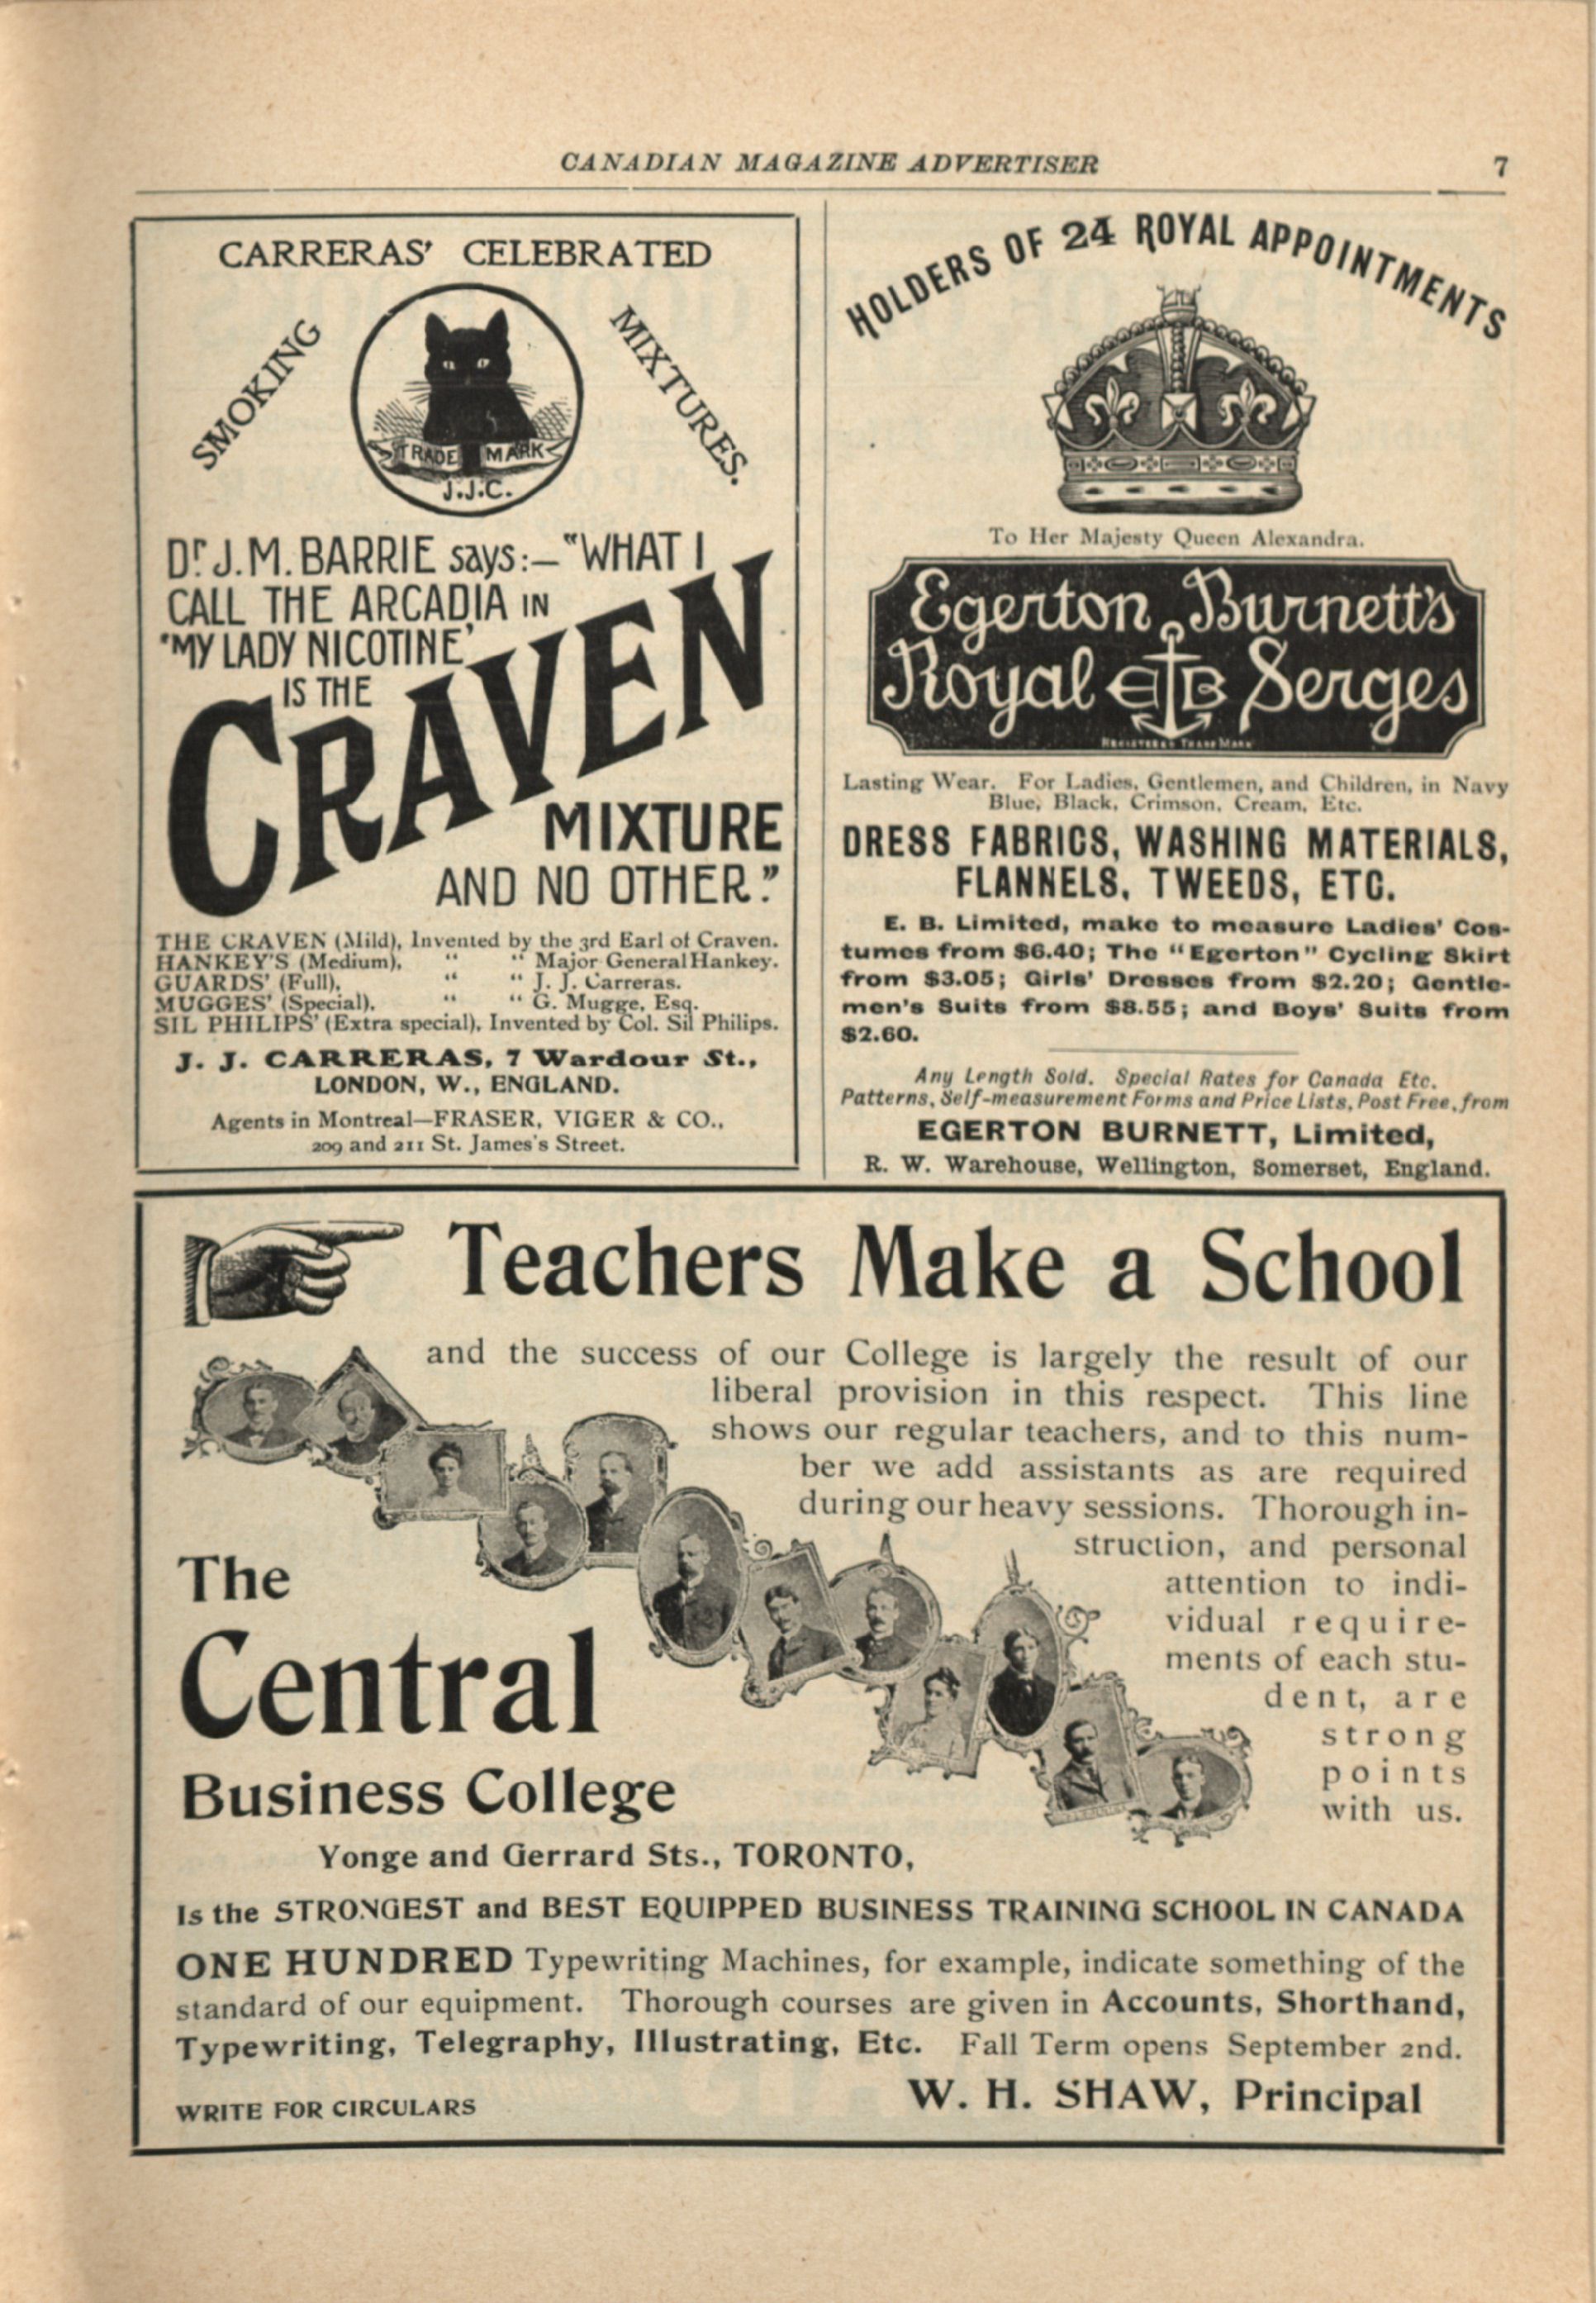 CANADIAN MAGAZINE ADVERTISER 7
CARRERAS' CELEBRATED
SMOKING
MIXTURES.
TRADE MARK
J.J.C.
Dr. J.M. BARRIE says:— "WHAT I
CALL THE ARCADIA IN
'MY LADY NICOTINE'
IS THE
CRAVEN
MIXTURE
AND NO OTHER."
THE CRAVEN (Mild), Invented by the 3rd Earl of Craven.
HANKEY'S (Medium), " " Major General Hankey.
GUARDS' (Full), " " J. J. Carreras.
MUGGES' (Special), " " G. Mugge, Esq.
SIL PHILIPS' (Extra special), Invented by Col. Sil Philips.
J. J. CARRERAS, 7 Wardour St.,
LONDON, W., ENGLAND.
Agents in Montreal—FRASER, VIGER & CO.,
209 and 211 St. James's Street.
HOLDERS OF 24 ROYAL APPOINTMENTS
To Her Majesty Queen Alexandra.
Egerton Burnett's
Royal EB Serges
REGISTERED TRADE MARK
Lasting Wear. For Ladies, Gentlemen, and Children, in Navy
Blue, Black, Crimson, Cream, Etc.
DRESS FABRICS, WASHING MATERIALS,
FLANNELS, TWEEDS, ETC.
E. B. Limited, make to measure Ladies' Cos-
tumes from $6.40; The "Egerton" Cycling Skirt
from $3.05; Girls' Dresses from $2.20; Gentle-
men's Suits from $8.55; and Boys' Suits from
$2.60.
Any Length Sold. Special Rates for Canada Etc.
Patterns, Self-measurement Forms and Price Lists, Post Free, from
EGERTON BURNETT, Limited,
R. W. Warehouse, Wellington, Somerset, England.
Teachers Make a School
and the success of our College is largely the result of our
liberal provision in this respect. This line
shows our regular teachers, and to this num-
ber we add assistants as are required
during our heavy sessions. Thorough in-
struction, and personal
attention to indi-
vidual require-
ments of each stu-
dent, are
strong
points
with us.
The
Central
Business College
Yonge and Gerrard Sts., TORONTO,
Is the STRONGEST and BEST EQUIPPED BUSINESS TRAINING SCHOOL IN CANADA
ONE HUNDRED Typewriting Machines, for example, indicate something of the
standard of our equipment. Thorough courses are given in Accounts, Shorthand,
Typewriting, Telegraphy, Illustrating, Etc. Fall Term opens September 2nd.
WRITE FOR CIRCULARS
W. H. SHAW, Principal